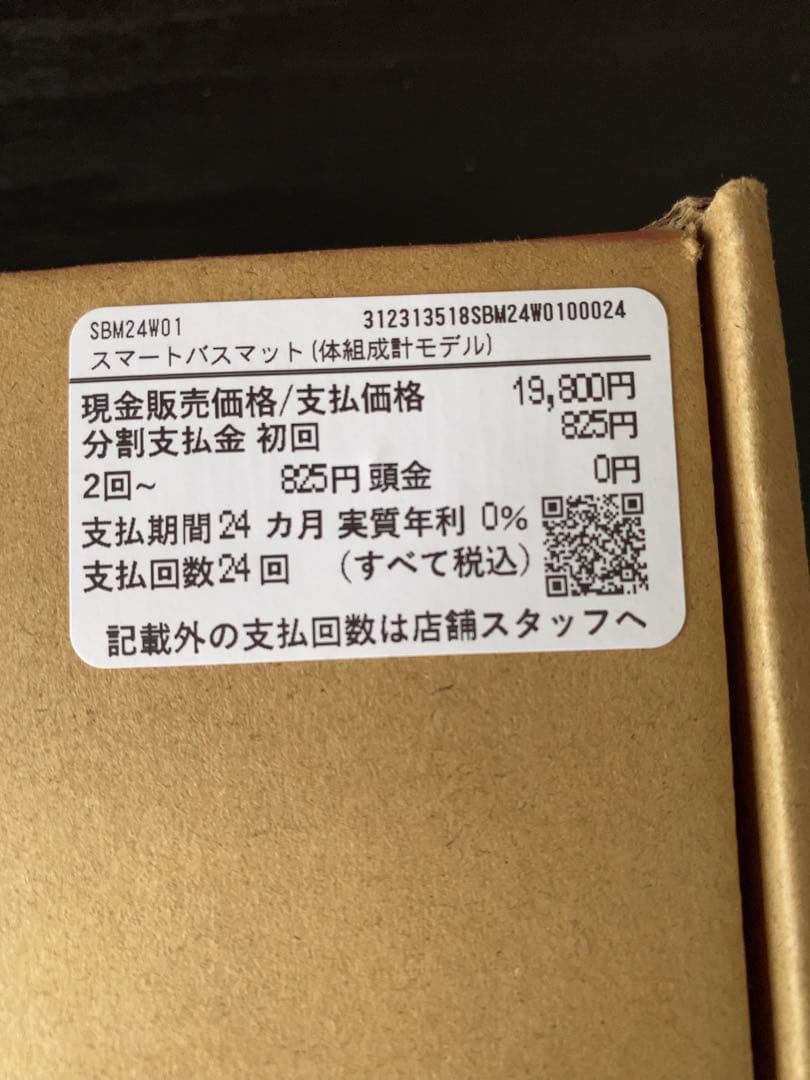 SBM24W01 312313518SBM24W0100024
スマートバスマット(体組成計モデル)
現金販売価格/支払価格 19,800円
分割支払金 初回 825円
2回~ 825円 頭金 0円
支払期間24 カ月 実質年利 0%
支払回数24 回 (すべて税込)
記載外の支払回数は店舗スタッフへ